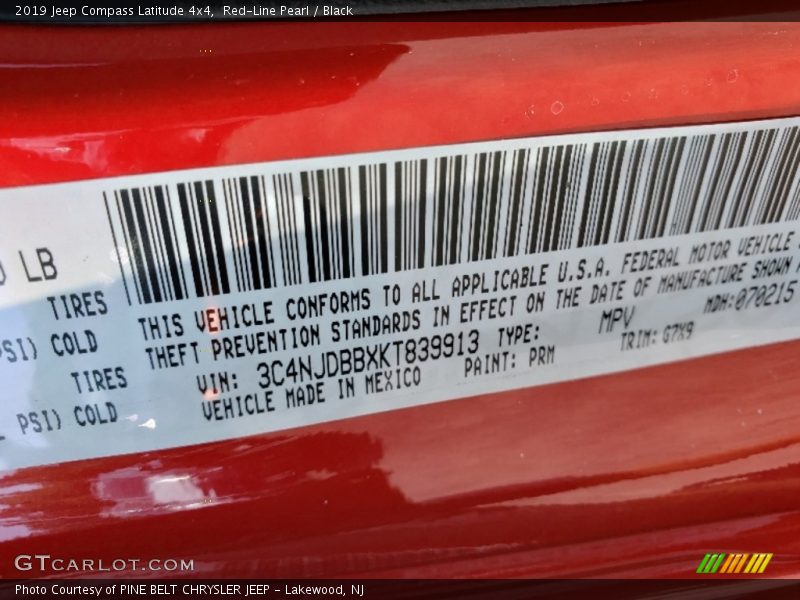 2019 Jeep Compass Latitude 4x4, Red-Line Pearl / Black
LB
TIRES
PSI) COLD
TIRES
PSI) COLD
THIS VEHICLE CONFORMS TO ALL APPLICABLE U.S.A. FEDERAL MOTOR VEHICLE
THEFT PREVENTION STANDARDS IN EFFECT ON THE DATE OF MANUFACTURE SHOWN
VIN: 3C4NJDBBXKT839913 TYPE: MPV MDH:070215
VEHICLE MADE IN MEXICO PAINT: PRM TRIM: G7X9
GTCARLOT.COM
Photo Courtesy of PINE BELT CHRYSLER JEEP - Lakewood, NJ